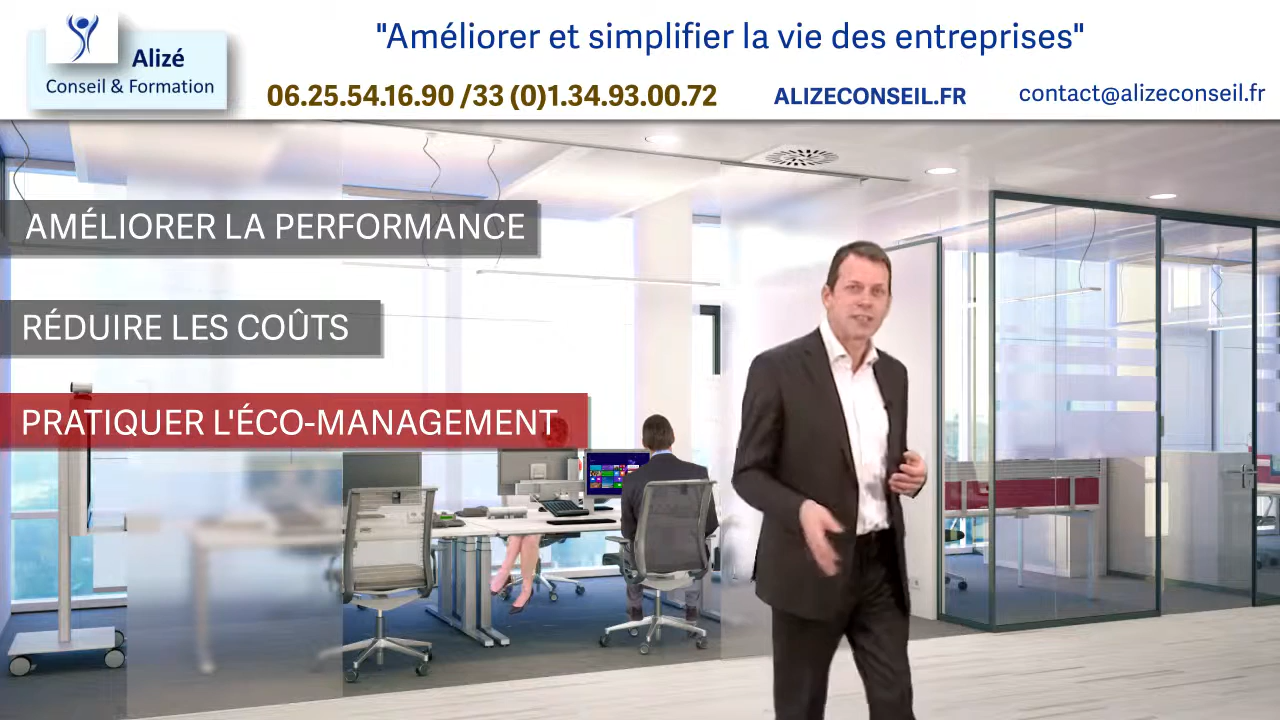 Alizé
Conseil & Formation
"Améliorer et simplifier la vie des entreprises"
06.25.54.16.90 /33 (0)1.34.93.00.72
ALIZECONSEIL.FR
contact@alizeconseil.fr
AMÉLIORER LA PERFORMANCE
RÉDUIRE LES COÛTS
PRATIQUER L'ÉCO-MANAGEMENT